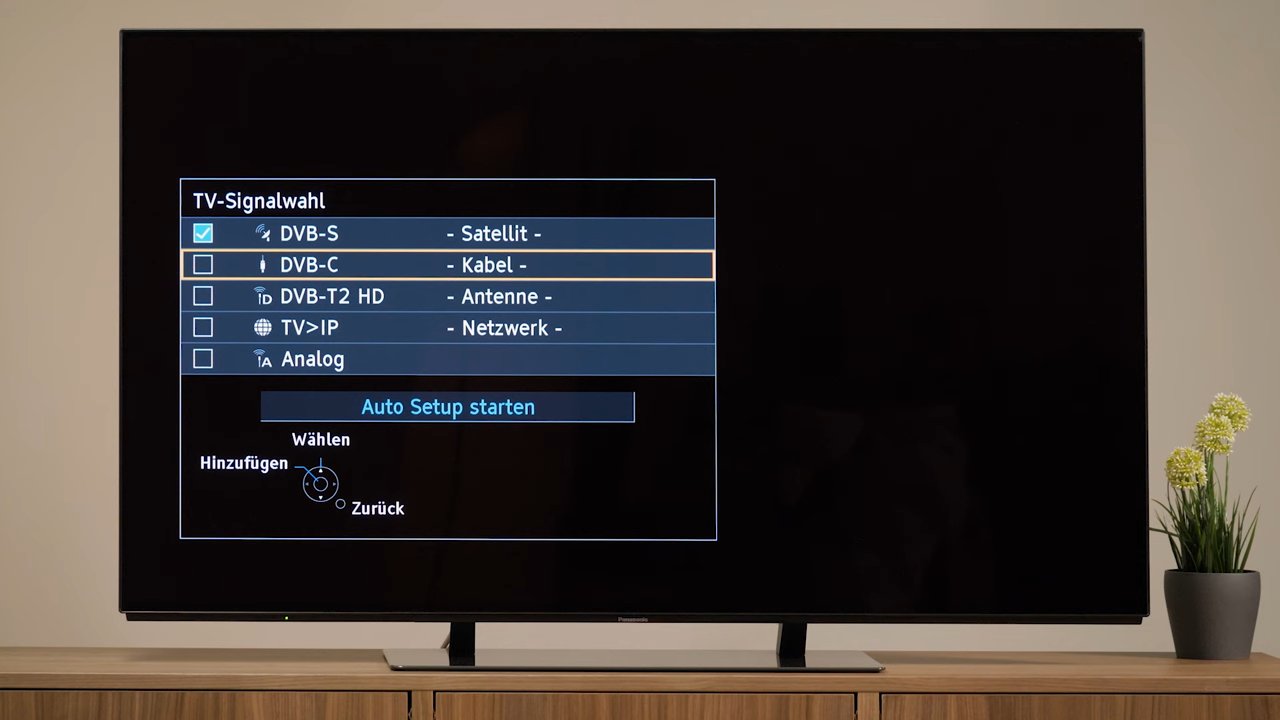 TV-Signalwahl
DVB-S - Satellit -
DVB-C - Kabel -
DVB-T2 HD - Antenne -
TV>IP - Netzwerk -
Analog
Auto Setup starten
Wählen
Hinzufügen
Zurück
Panasonic